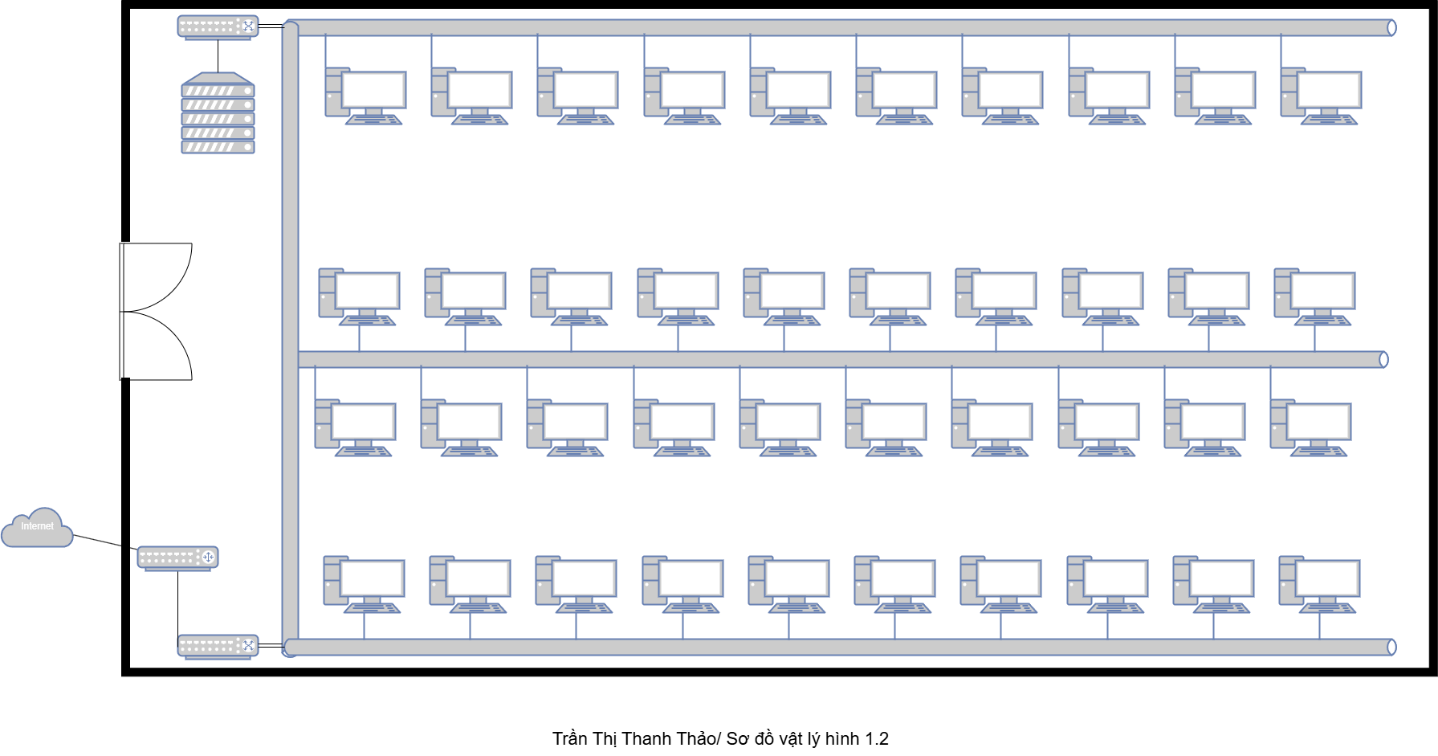 Internet
Trần Thị Thanh Thảo/ Sơ đồ vật lý hình 1.2